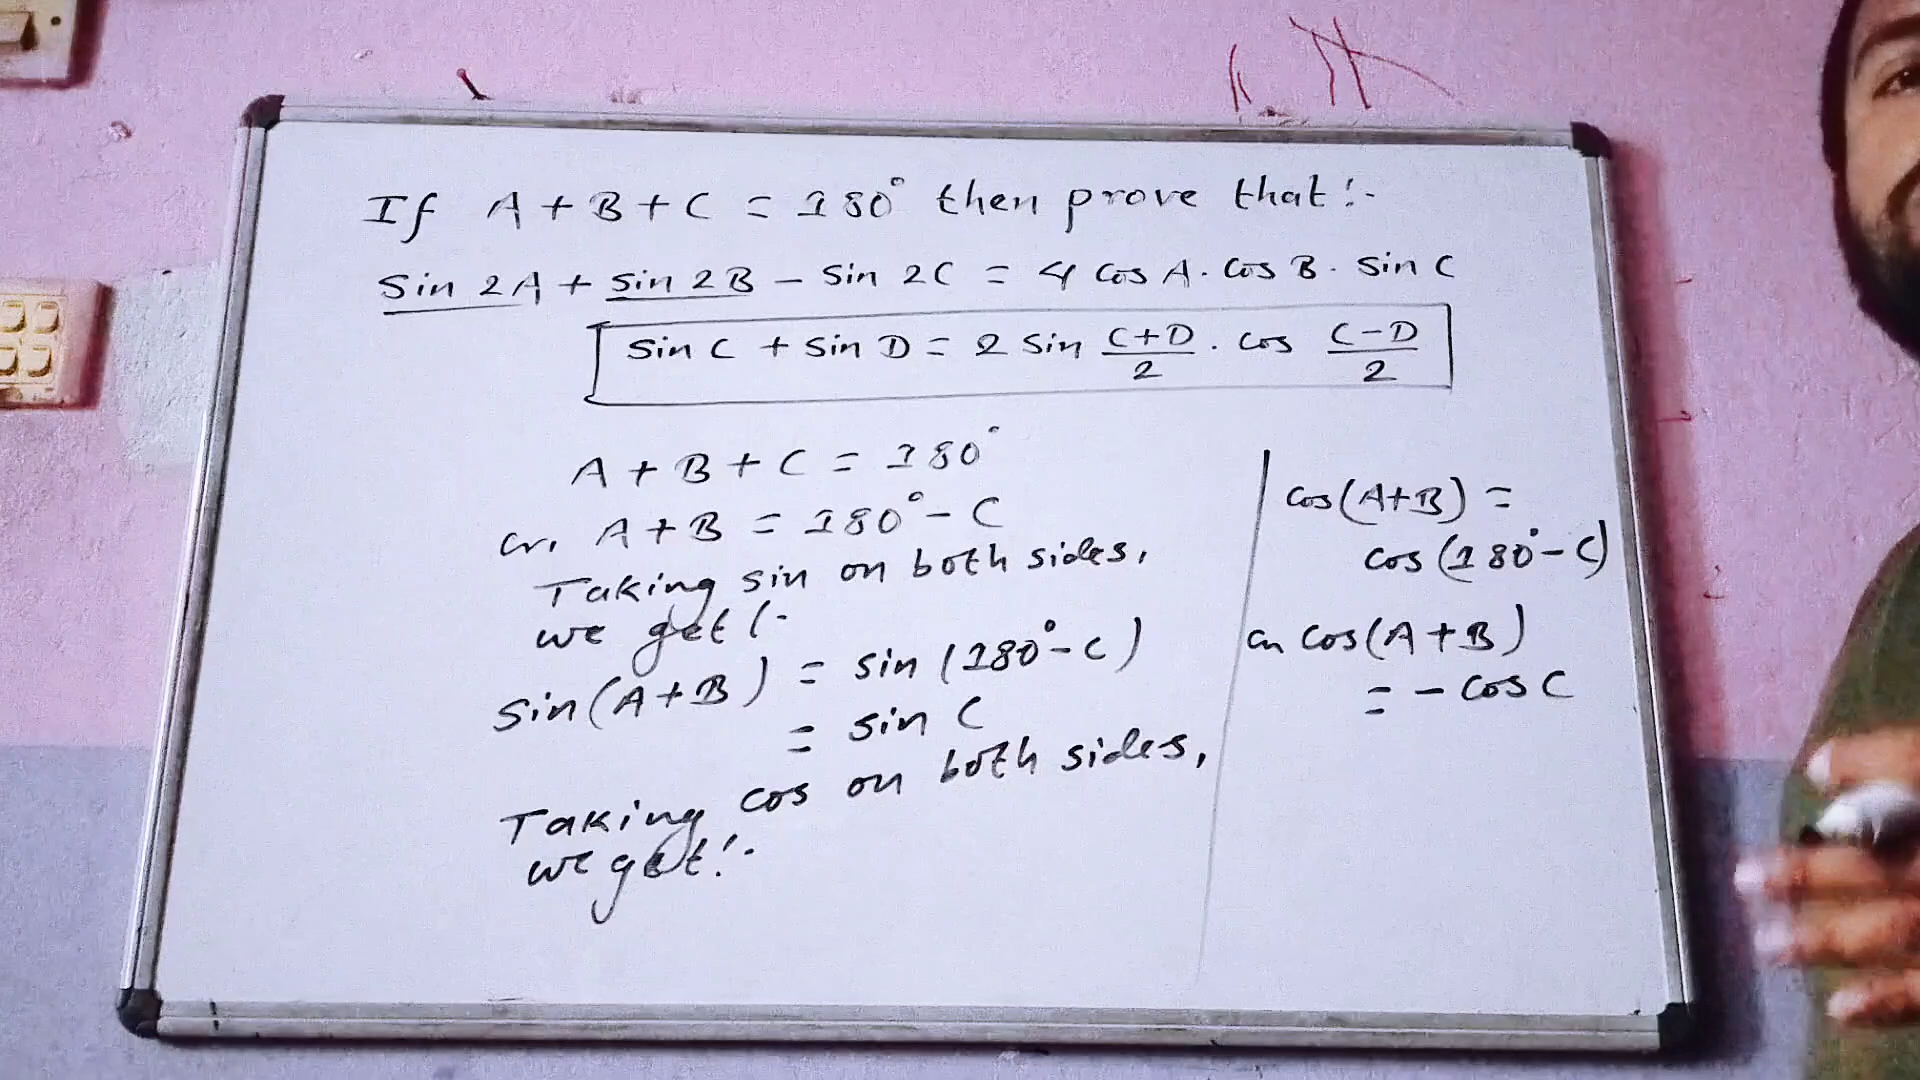 If A + B + C = 180° then prove that :-
sin 2A + sin 2B - sin 2C = 4 cos A . cos B . sin C
sin C + sin D = 2 sin (C+D)/2 . cos (C-D)/2
A + B + C = 180°
or, A + B = 180° - C
Taking sin on both sides,
we get :-
sin(A+B) = sin (180° - C)
= sin C
Taking cos on both sides,
we get :-
cos(A+B) =
cos (180° - C)
or cos(A+B)
= - cos C